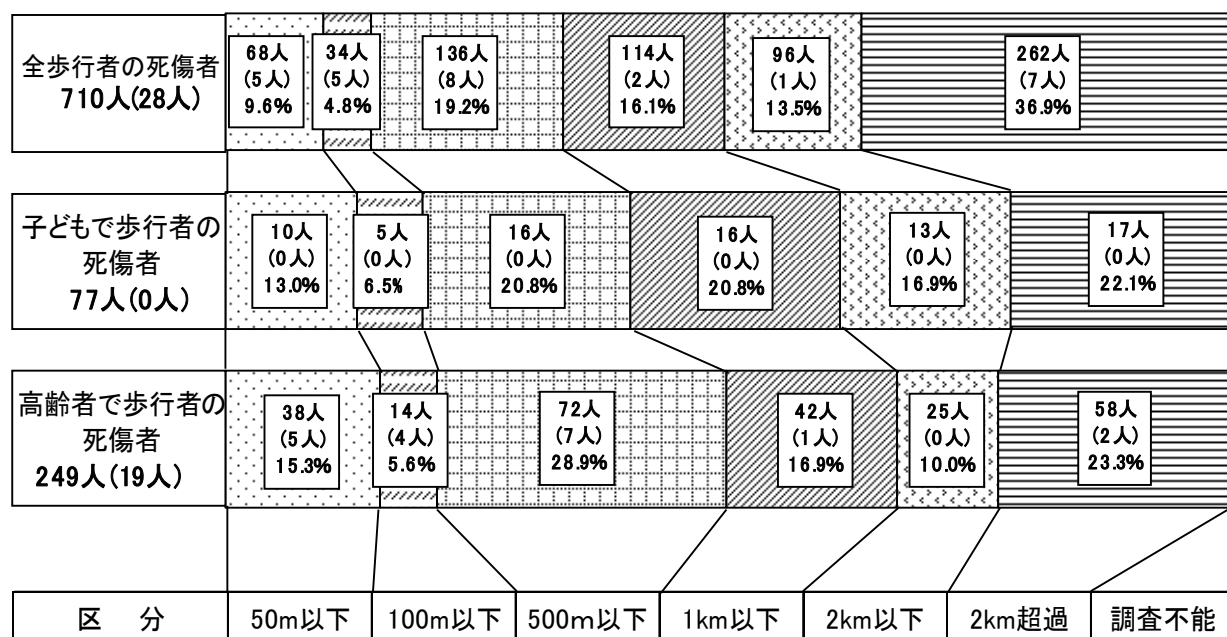 全歩行者の死傷者
710人(28人)
68人
(5人)
9.6%
34人
(5人)
4.8%
136人
(8人)
19.2%
114人
(2人)
16.1%
96人
(1人)
13.5%
262人
(7人)
36.9%
子どもで歩行者の
死傷者
77人(0人)
10人
(0人)
13.0%
5人
(0人)
6.5%
16人
(0人)
20.8%
16人
(0人)
20.8%
13人
(0人)
16.9%
17人
(0人)
22.1%
高齢者で歩行者の
死傷者
249人(19人)
38人
(5人)
15.3%
14人
(4人)
5.6%
72人
(7人)
28.9%
42人
(1人)
16.9%
25人
(0人)
10.0%
58人
(2人)
23.3%
区 分
50m以下
100m以下
500m以下
1km以下
2km以下
2km超過
調査不能